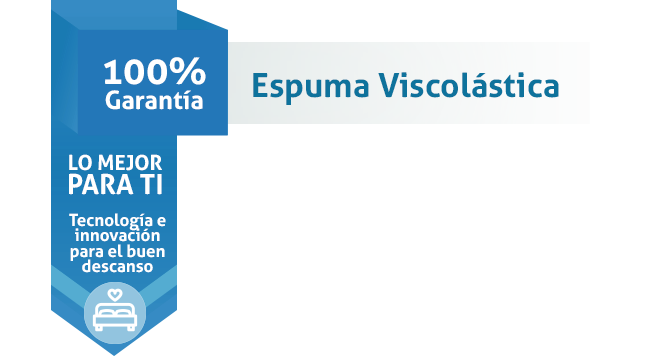 100%
Garantía
Espuma Viscolástica
LO MEJOR
PARA TI
Tecnología e
innovación
para el buen
descanso